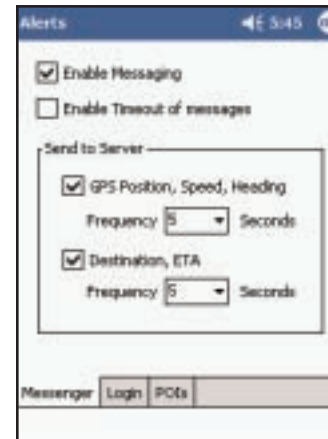 Alerts 5:45
Enable Messaging
Enable Timeout of messages
Send to Server
GPS Position, Speed, Heading
Frequency 5 Seconds
Destination, ETA
Frequency 5 Seconds
Messenger Login POIs